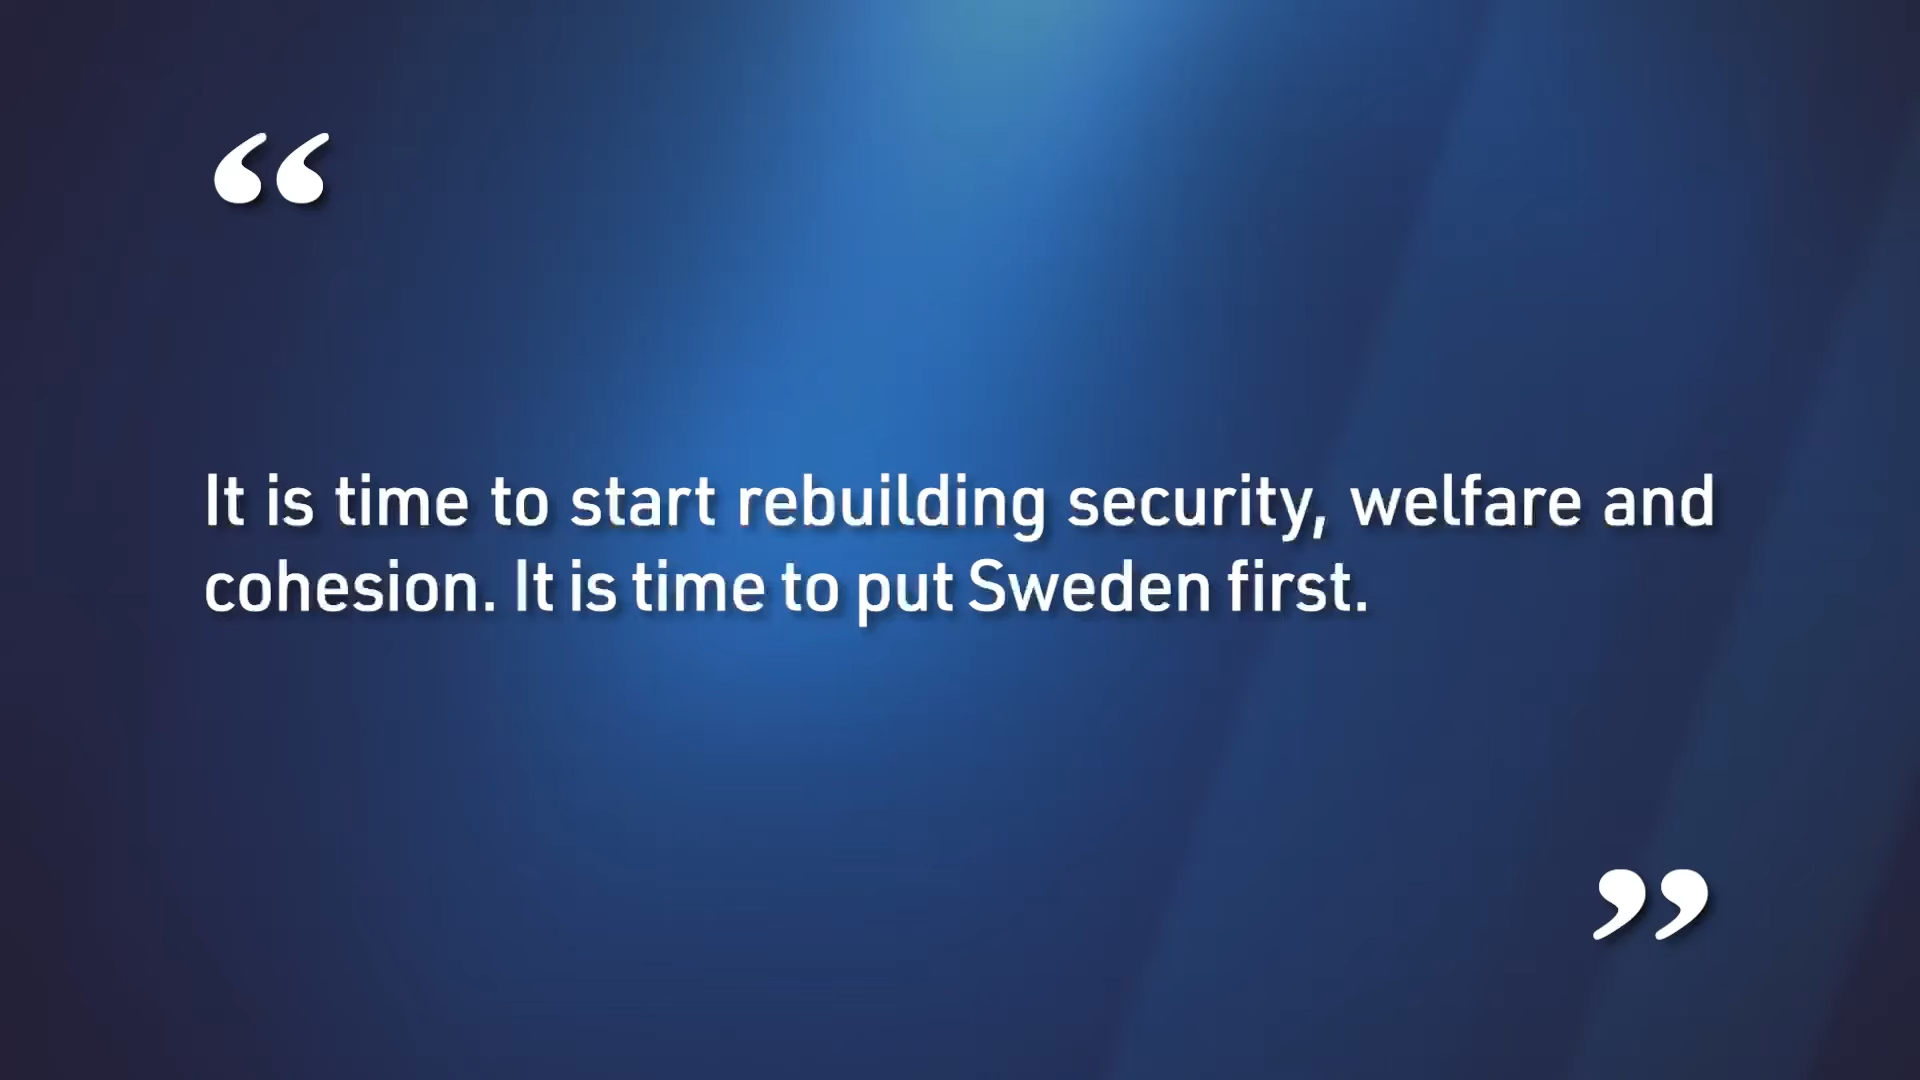 “
It is time to start rebuilding security, welfare and
cohesion. It is time to put Sweden first.
”